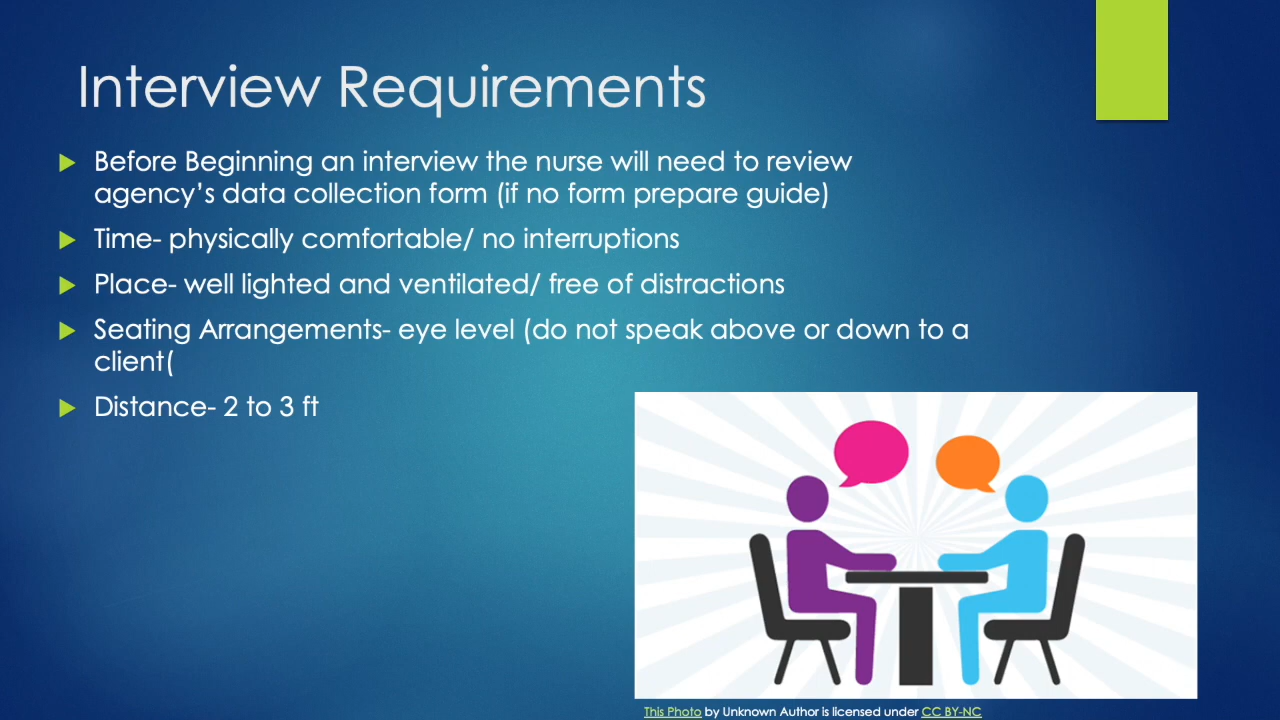 Interview Requirements
Before Beginning an interview the nurse will need to review
agency’s data collection form (if no form prepare guide)
Time- physically comfortable/ no interruptions
Place- well lighted and ventilated/ free of distractions
Seating Arrangements- eye level (do not speak above or down to a
client(
Distance- 2 to 3 ft
This Photo by Unknown Author is licensed under CC BY-NC